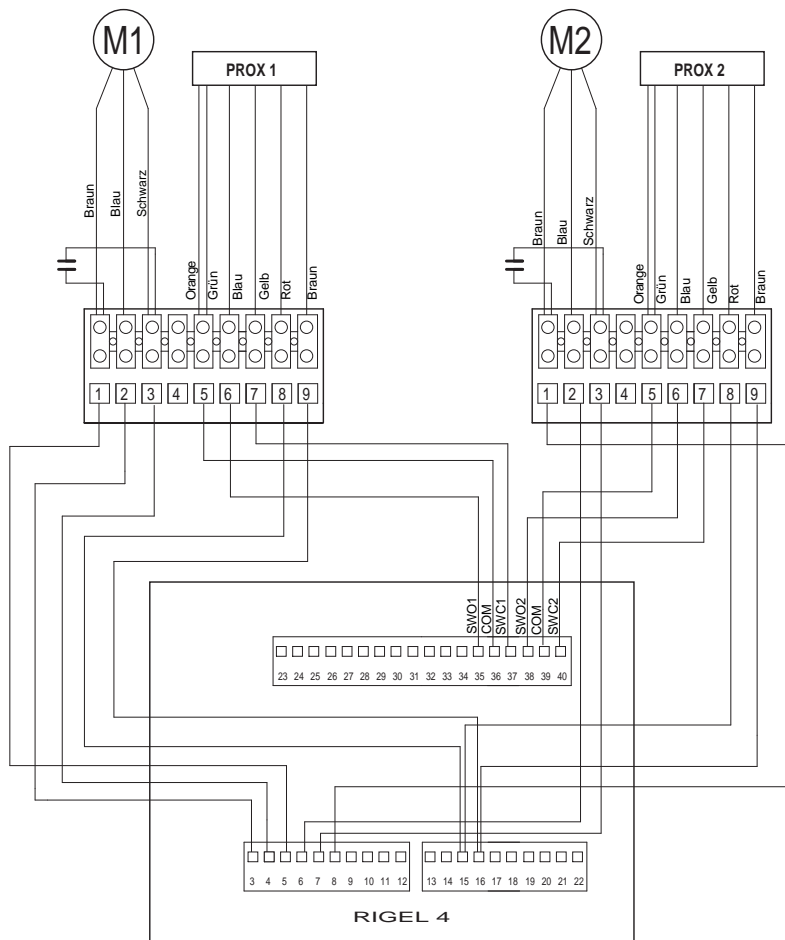 M1 M2
PROX 1 PROX 2
Braun Blau Schwarz Orange Grün Blau Gelb Rot Braun
Braun Blau Schwarz Orange Grün Blau Gelb Rot Braun
1 2 3 4 5 6 7 8 9
1 2 3 4 5 6 7 8 9
SWO1 COM SWC1 SWO2 COM SWC2
23 24 25 26 27 28 29 30 31 32 33 34 35 36 37 38 39 40
3 4 5 6 7 8 9 10 11 12
13 14 15 16 17 18 19 20 21 22
RIGEL 4